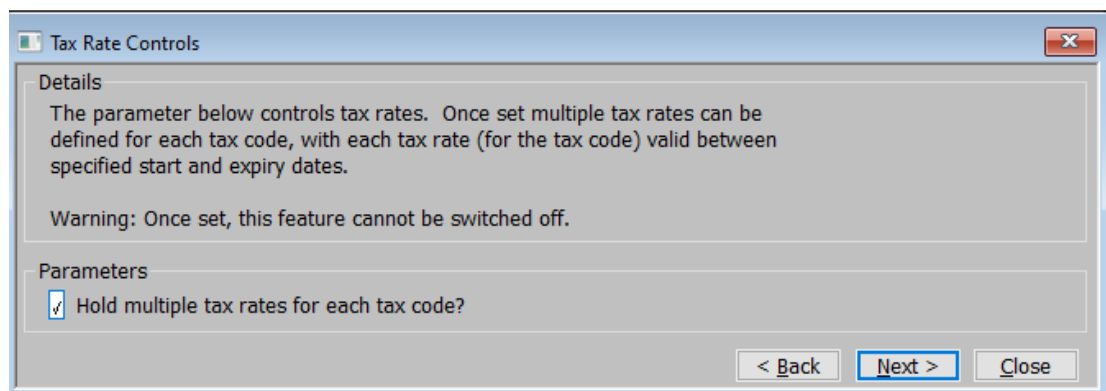 Tax Rate Controls
Details
The parameter below controls tax rates.  Once set multiple tax rates can be
defined for each tax code, with each tax rate (for the tax code) valid between
specified start and expiry dates.
Warning: Once set, this feature cannot be switched off.
Parameters
Hold multiple tax rates for each tax code?
< Back Next > Close